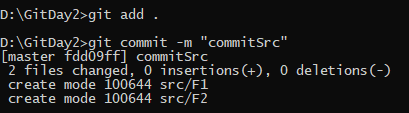 D:\GitDay2>git add .
D:\GitDay2>git commit -m "commitSrc"
[master fdd09ff] commitSrc
2 files changed, 0 insertions(+), 0 deletions(-)
create mode 100644 src/F1
create mode 100644 src/F2